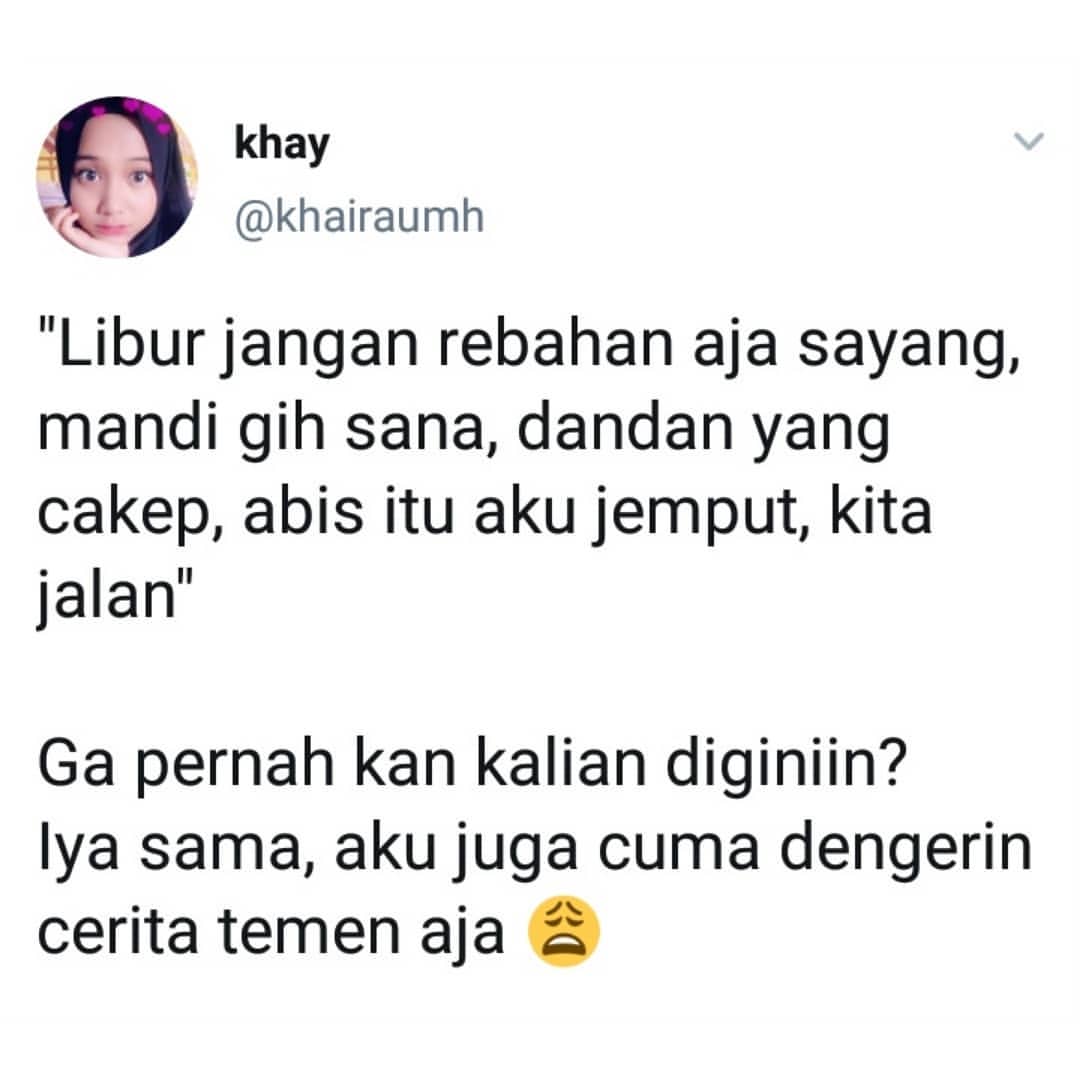 khay
@khairaumh
"Libur jangan rebahan aja sayang,
mandi gih sana, dandan yang
cakep, abis itu aku jemput, kita
jalan"
Ga pernah kan kalian diginiin?
Iya sama, aku juga cuma dengerin
cerita temen aja 😩